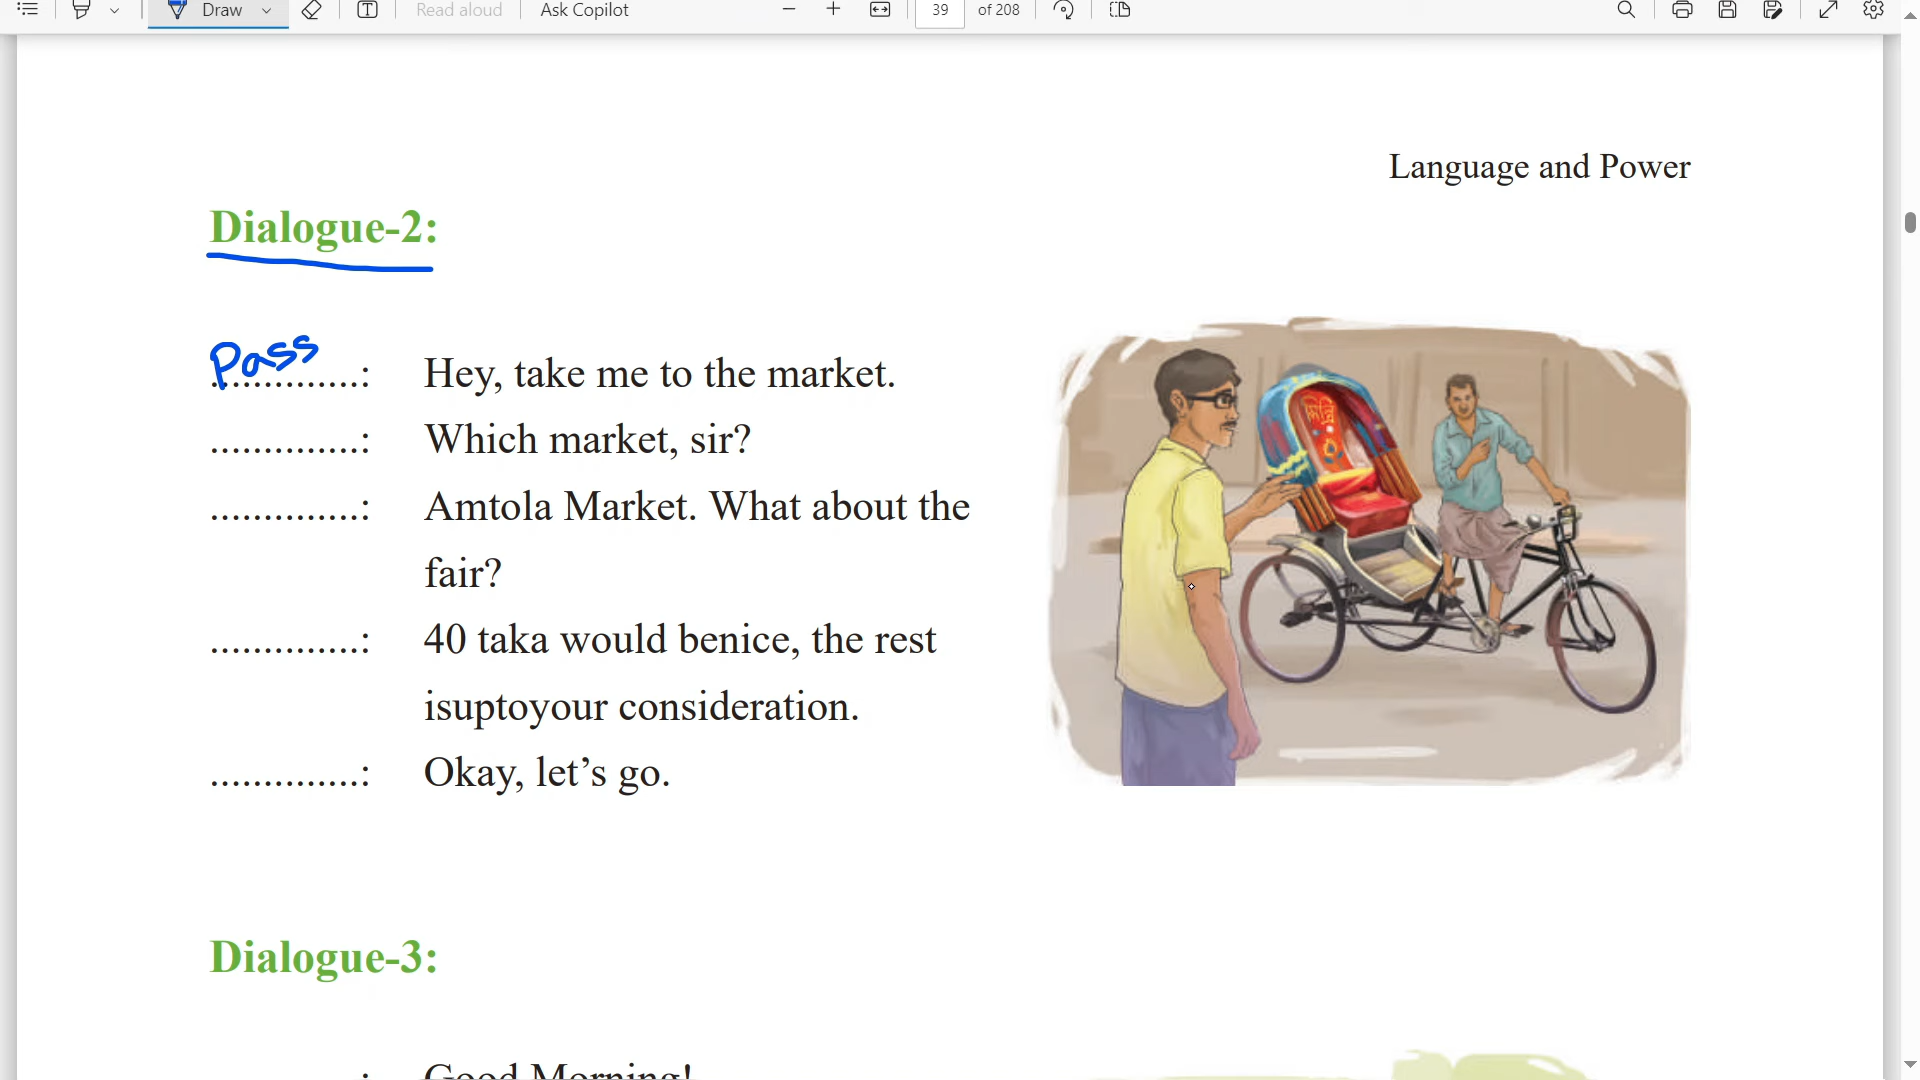 Draw
Read aloud
Ask Copilot
39 of 208
Language and Power
Dialogue-2:
Pass
..............: Hey, take me to the market.
..............: Which market, sir?
..............: Amtola Market. What about the
fair?
..............: 40 taka would benice, the rest
isuptoyour consideration.
..............: Okay, let’s go.
Dialogue-3:
: Good Morning!